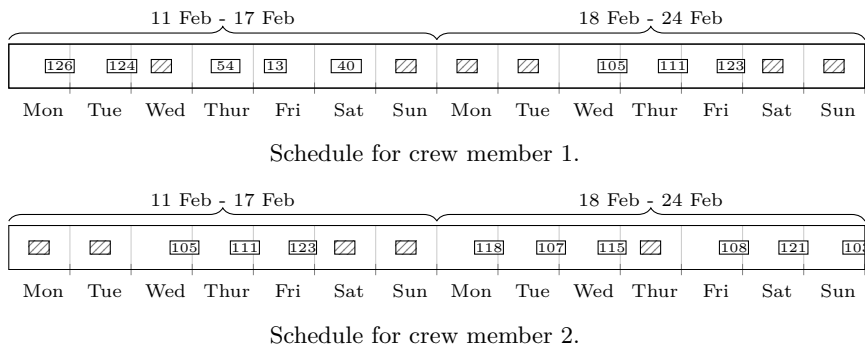 11 Feb - 17 Feb 18 Feb - 24 Feb
126 124 54 13 40 105 111 123
Mon Tue Wed Thur Fri Sat Sun Mon Tue Wed Thur Fri Sat Sun
Schedule for crew member 1.
11 Feb - 17 Feb 18 Feb - 24 Feb
105 111 123 118 107 115 108 121
Mon Tue Wed Thur Fri Sat Sun Mon Tue Wed Thur Fri Sat Sun
Schedule for crew member 2.